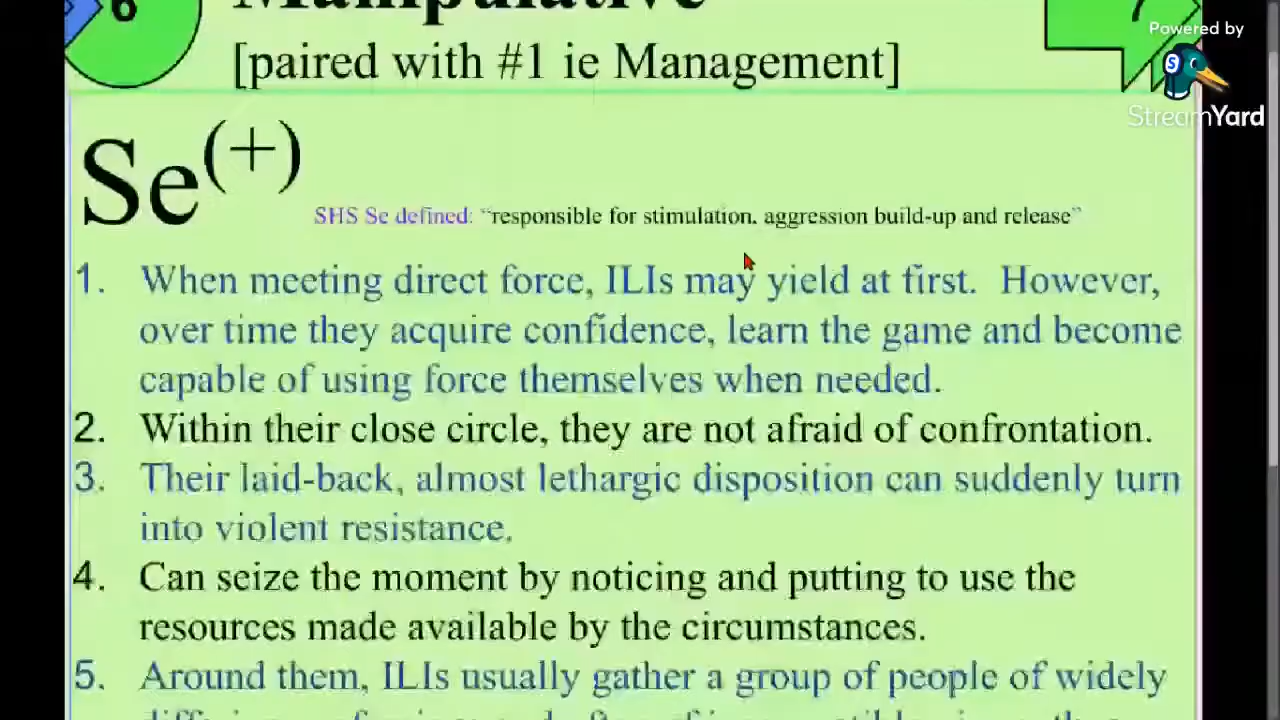 6
Manipulative
[paired with #1 ie Management]
Powered by
StreamYard
Se(+)
SHS Se defined: “responsible for stimulation, aggression build-up and release”
1. When meeting direct force, ILIs may yield at first. However,
over time they acquire confidence, learn the game and become
capable of using force themselves when needed.
2. Within their close circle, they are not afraid of confrontation.
3. Their laid-back, almost lethargic disposition can suddenly turn
into violent resistance.
4. Can seize the moment by noticing and putting to use the
resources made available by the circumstances.
5. Around them, ILIs usually gather a group of people of widely